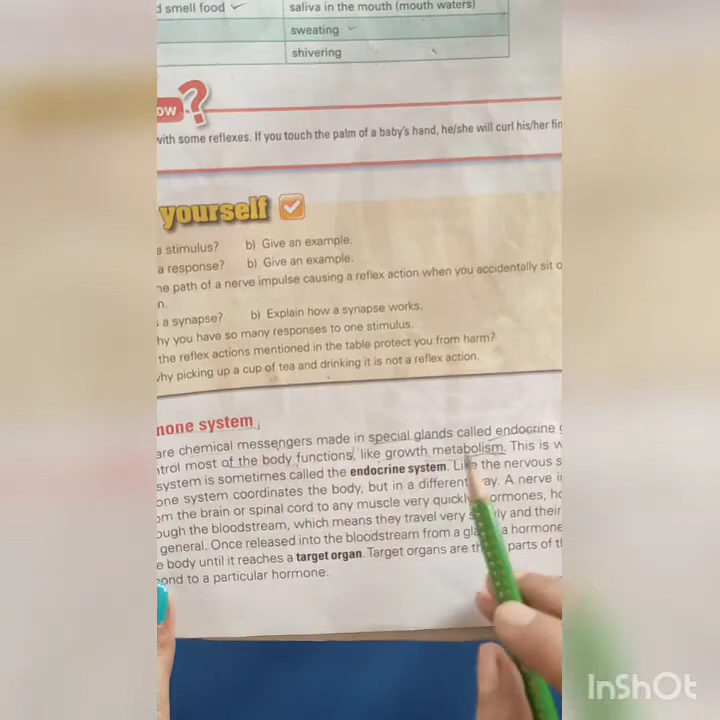 d smell food
saliva in the mouth (mouth waters)
sweating
shivering
ow ?
with some reflexes. If you touch the palm of a baby's hand, he/she will curl his/her fin
yourself
a stimulus? b) Give an example.
a response? b) Give an example.
he path of a nerve impulse causing a reflex action when you accidentally sit o
n.
a synapse? b) Explain how a synapse works.
hy you have so many responses to one stimulus.
the reflex actions mentioned in the table protect you from harm?
why picking up a cup of tea and drinking it is not a reflex action.
mone system
are chemical messengers made in special glands called endocrine g
ntrol most of the body functions, like growth metabolism. This is w
system is sometimes called the endocrine system. Like the nervous s
one system coordinates the body, but in a different way. A nerve i
om the brain or spinal cord to any muscle very quickly ormones, ho
ough the bloodstream, which means they travel very and their
general. Once released into the bloodstream from a a hormone
e body until it reaches a target organ. Target organs are parts of t
pond to a particular hormone.
InShOt